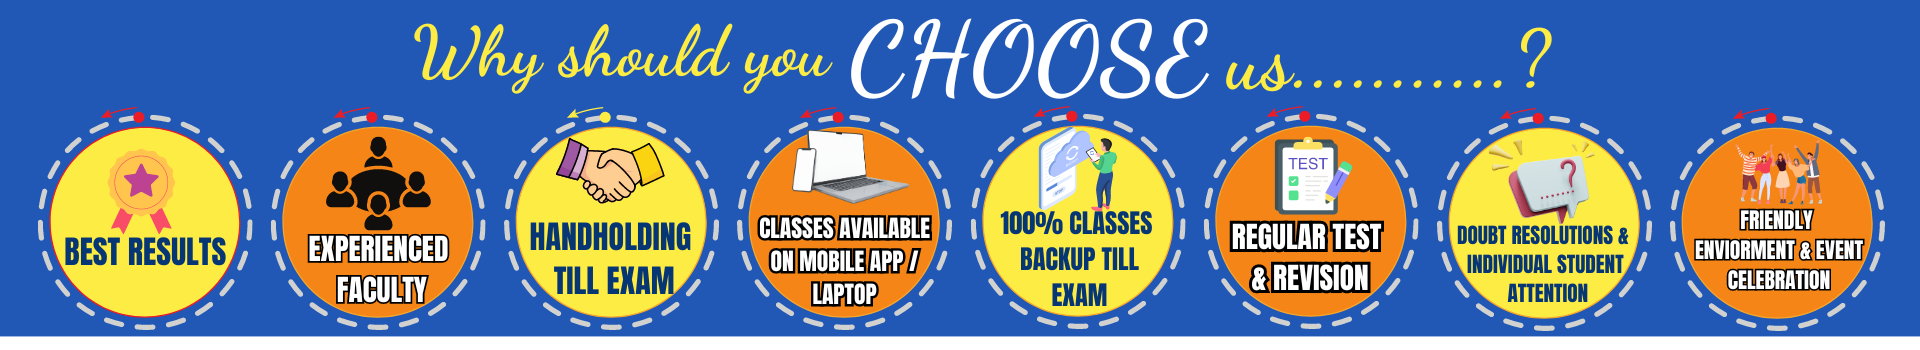 Why should you CHOOSE us...........?
BEST RESULTS
EXPERIENCED
FACULTY
HANDHOLDING
TILL EXAM
CLASSES AVAILABLE
ON MOBILE APP /
LAPTOP
100% CLASSES
BACKUP TILL
EXAM
TEST
REGULAR TEST
& REVISION
?
DOUBT RESOLUTIONS &
INDIVIDUAL STUDENT
ATTENTION
FRIENDLY
ENVIORMENT & EVENT
CELEBRATION